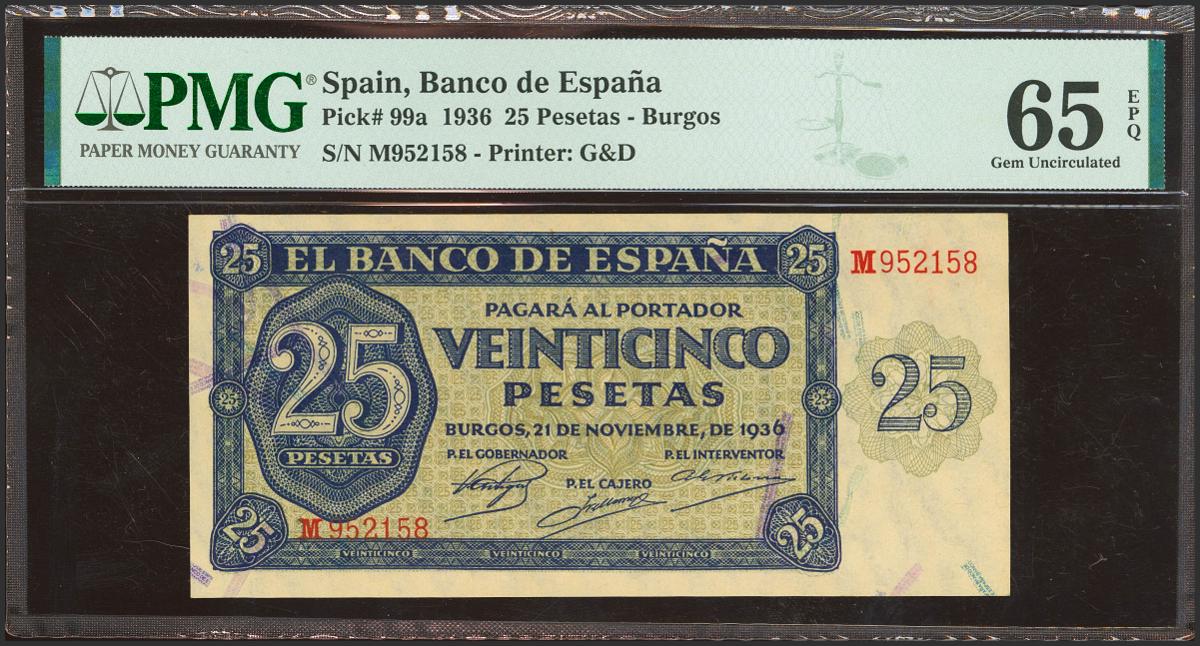 PMG®
PAPER MONEY GUARANTY
Spain, Banco de España
Pick# 99a 1936 25 Pesetas - Burgos
S/N M952158 - Printer: G&D
65 EPQ
Gem Uncirculated
25 EL BANCO DE ESPAÑA 25
M952158
PAGARÁ AL PORTADOR
VEINTICINCO
PESETAS
25
PESETAS
25
25
25
BURGOS, 21 DE NOVIEMBRE, DE 1936
P. EL GOBERNADOR
P. EL INTERVENTOR
P. EL CAJERO
M952158
25
25
VEINTICINCO VEINTICINCO VEINTICINCO